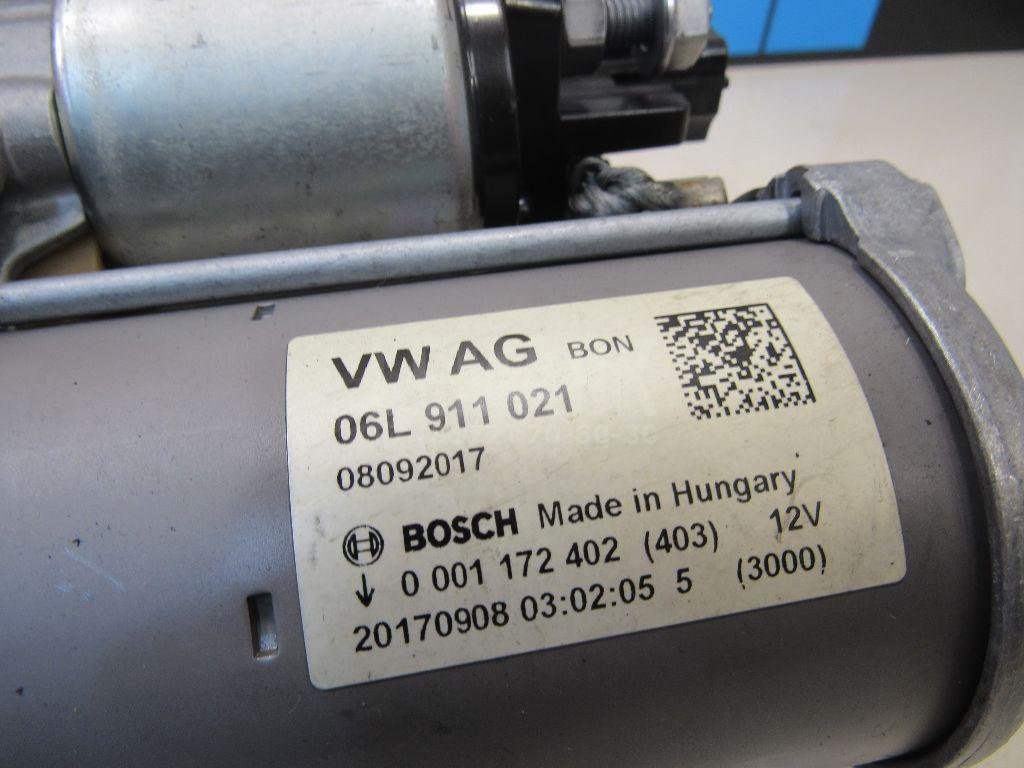 VW AG BON
06L 911 021
08092017
BOSCH Made in Hungary
0 001 172 402 (403) 12V
20170908 03:02:05 5 (3000)